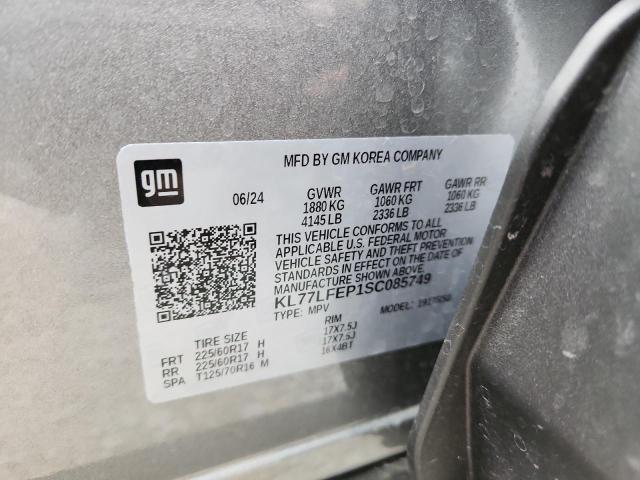 MFD BY GM KOREA COMPANY
gm
06/24 GVWR GAWR FRT GAWR RR
1880 KG 1060 KG 1060 KG
4145 LB 2336 LB 2336 LB
THIS VEHICLE CONFORMS TO ALL
APPLICABLE U.S. FEDERAL MOTOR
VEHICLE SAFETY AND THEFT PREVENTION
STANDARDS IN EFFECT ON THE DATE OF
MANUFACTURE SHOWN ABOVE.
KL77LFEP1SC085749
TYPE: MPV MODEL:
TIRE SIZE RIM
FRT 225/60R17 H 17X7.5J
RR 225/60R17 H 17X7.5J
SPA T125/70R16 M 16X4BT